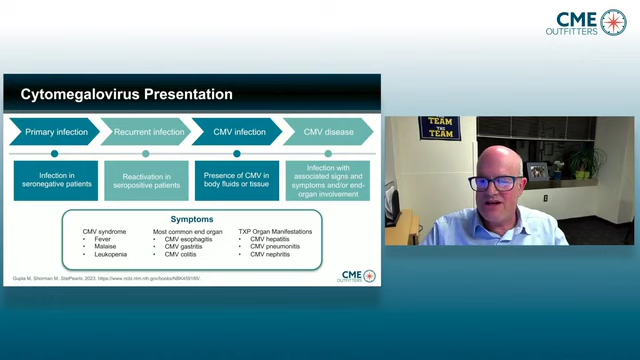 CME
OUTFITTERS
Cytomegalovirus Presentation
Primary infection
Recurrent infection
CMV infection
CMV disease
Infection in
seronegative patients
Reactivation in
seropositive patients
Presence of CMV in
body fluids or tissue
Infection with
associated signs and
symptoms and/or end-
organ involvement
Symptoms
CMV syndrome
• Fever
• Malaise
• Leukopenia
Most common end organ
• CMV esophagitis
• CMV gastritis
• CMV colitis
TXP Organ Manifestations
• CMV hepatitis
• CMV pneumonitis
• CMV nephritis
Gupta M, Shorman M. StatPearls. 2023. https://www.ncbi.nlm.nih.gov/books/NBK459185/.
CME
OUTFITTERS
TEAM
THE
TEAM